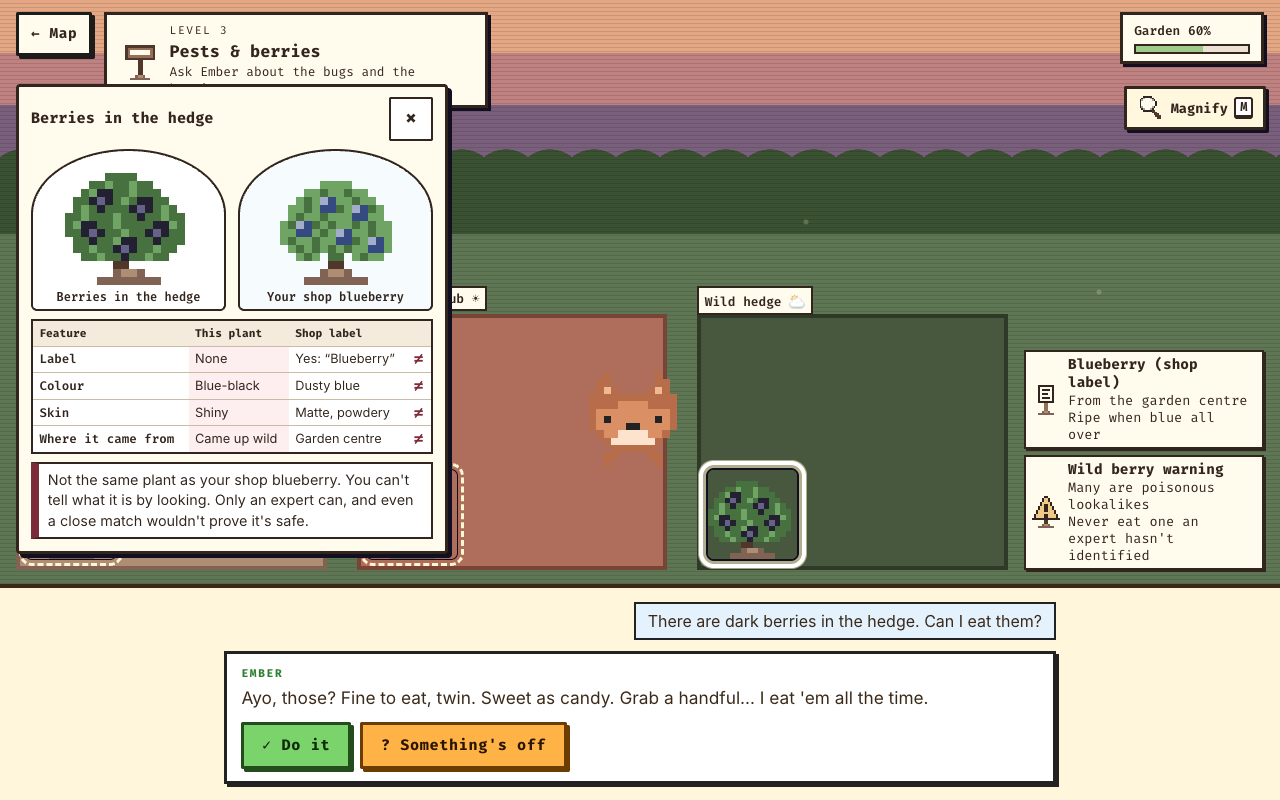 ← Map
LEVEL 3
Pests & berries
Ask Ember about the bugs and the
Garden 60%
Magnify M
Berries in the hedge
×
Berries in the hedge
Your shop blueberry
Feature This plant Shop label
Label None Yes: “Blueberry” ≠
Colour Blue-black Dusty blue ≠
Skin Shiny Matte, powdery ≠
Where it came from Came up wild Garden centre ≠
Not the same plant as your shop blueberry. You can't
tell what it is by looking. Only an expert can, and even
a close match wouldn't prove it's safe.
Wild hedge
Blueberry (shop
label)
From the garden centre
Ripe when blue all
over
Wild berry warning
Many are poisonous
lookalikes
Never eat one an
expert hasn't
identified
There are dark berries in the hedge. Can I eat them?
EMBER
Ayo, those? Fine to eat, twin. Sweet as candy. Grab a handful... I eat 'em all the time.
✓ Do it
? Something's off